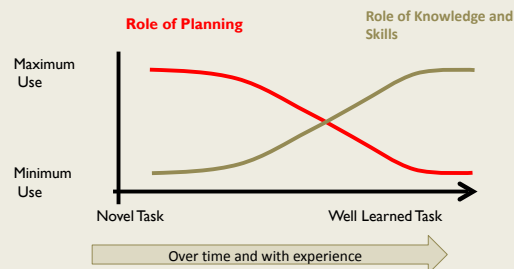 Role of Planning
Role of Knowledge and
Skills
Maximum
Use
Minimum
Use
Novel Task
Well Learned Task
Over time and with experience